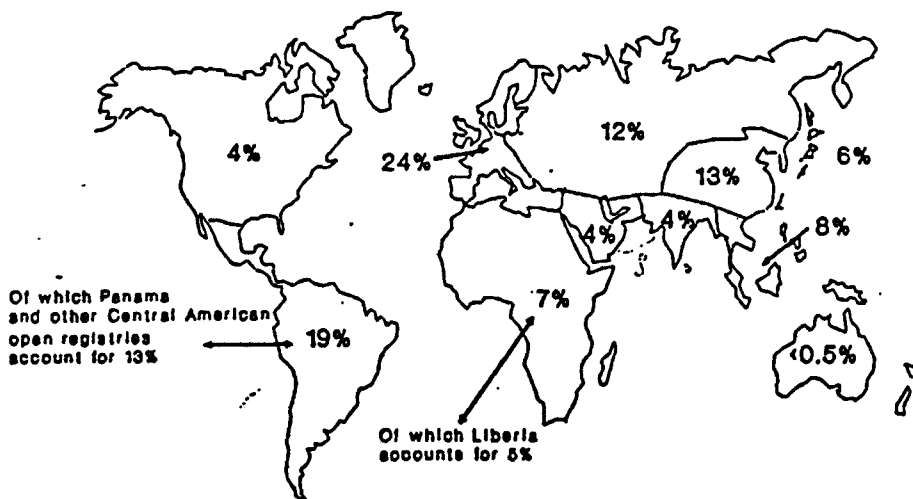 4%
24%
12%
13%
6%
4%
4%
8%
Of which Panama
and other Central American
open registries
account for 13%
19%
7%
<0.5%
Of which Liberia
accounts for 5%